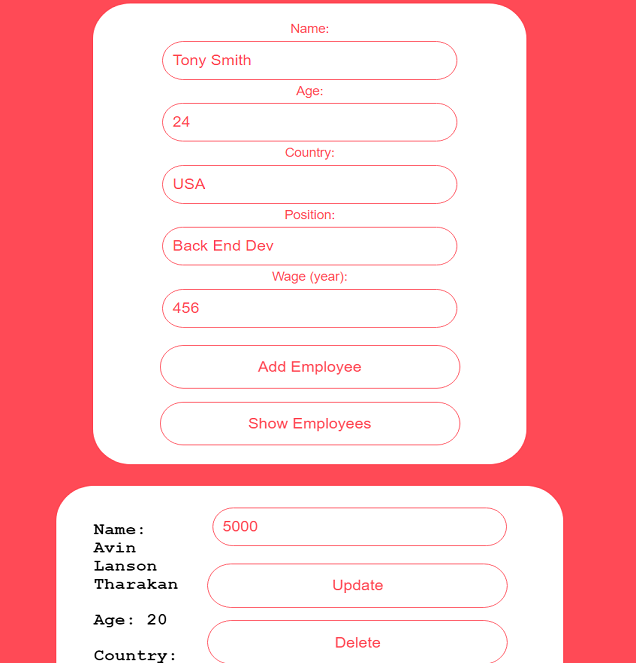 Name:
Tony Smith
Age:
24
Country:
USA
Position:
Back End Dev
Wage (year):
456
Add Employee
Show Employees
Name:
Avin
Lanson
Tharakan
Age: 20
Country:
5000
Update
Delete